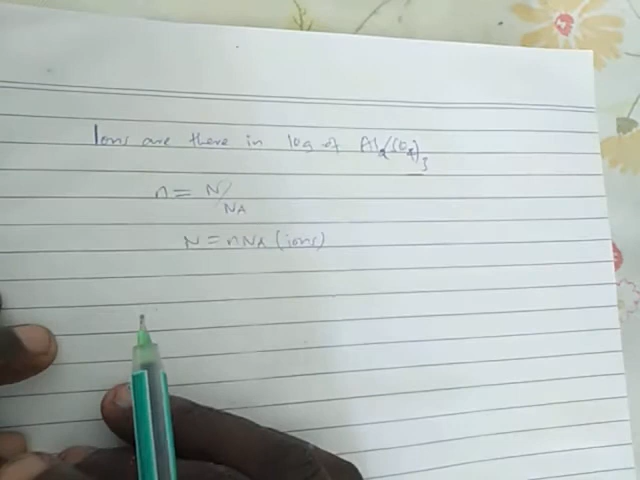 Ions are there in 10g of Al₂(SO₄)₃
n = N/NA
N = nNA (ions)